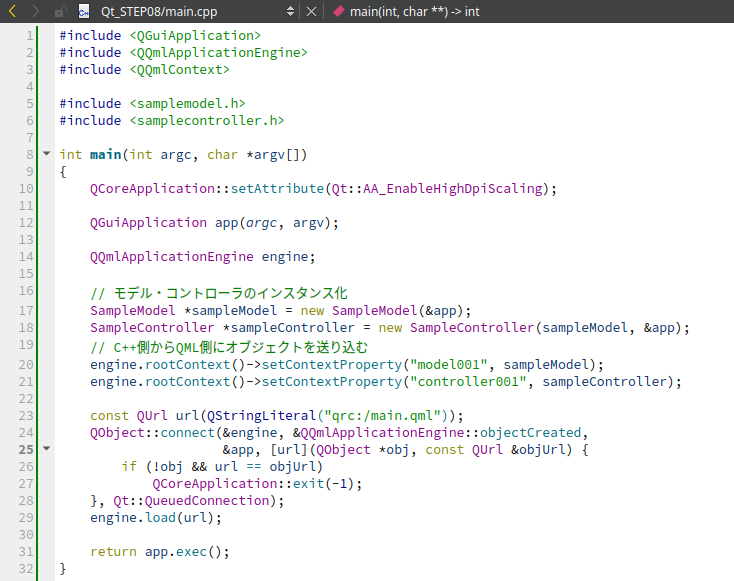 Qt_STEP08/main.cpp main(int, char **) -> int
1 #include <QGuiApplication>
2 #include <QQmlApplicationEngine>
3 #include <QQmlContext>
4
5 #include <samplemodel.h>
6 #include <samplecontroller.h>
7
8 int main(int argc, char *argv[])
9 {
10     QCoreApplication::setAttribute(Qt::AA_EnableHighDpiScaling);
11
12     QGuiApplication app(argc, argv);
13
14     QQmlApplicationEngine engine;
15
16     // モデル・コントローラのインスタンス化
17     SampleModel *sampleModel = new SampleModel(&app);
18     SampleController *sampleController = new SampleController(sampleModel, &app);
19     // C++側からQML側にオブジェクトを送り込む
20     engine.rootContext()->setContextProperty("model001", sampleModel);
21     engine.rootContext()->setContextProperty("controller001", sampleController);
22
23     const QUrl url(QStringLiteral("qrc:/main.qml"));
24     QObject::connect(&engine, &QQmlApplicationEngine::objectCreated,
25                      &app, [url](QObject *obj, const QUrl &objUrl) {
26         if (!obj && url == objUrl)
27             QCoreApplication::exit(-1);
28     }, Qt::QueuedConnection);
29     engine.load(url);
30
31     return app.exec();
32 }